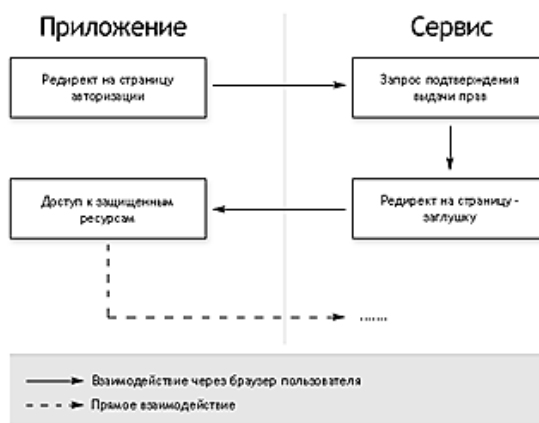 Приложение
Сервис
Редирект на страницу
авторизации
Запрос подтверждения
выдачи прав
Доступ к защищенным
ресурсам
Редирект на страницу -
заглушку
......
Взаимодействие через браузер пользователя
Прямое взаимодействие